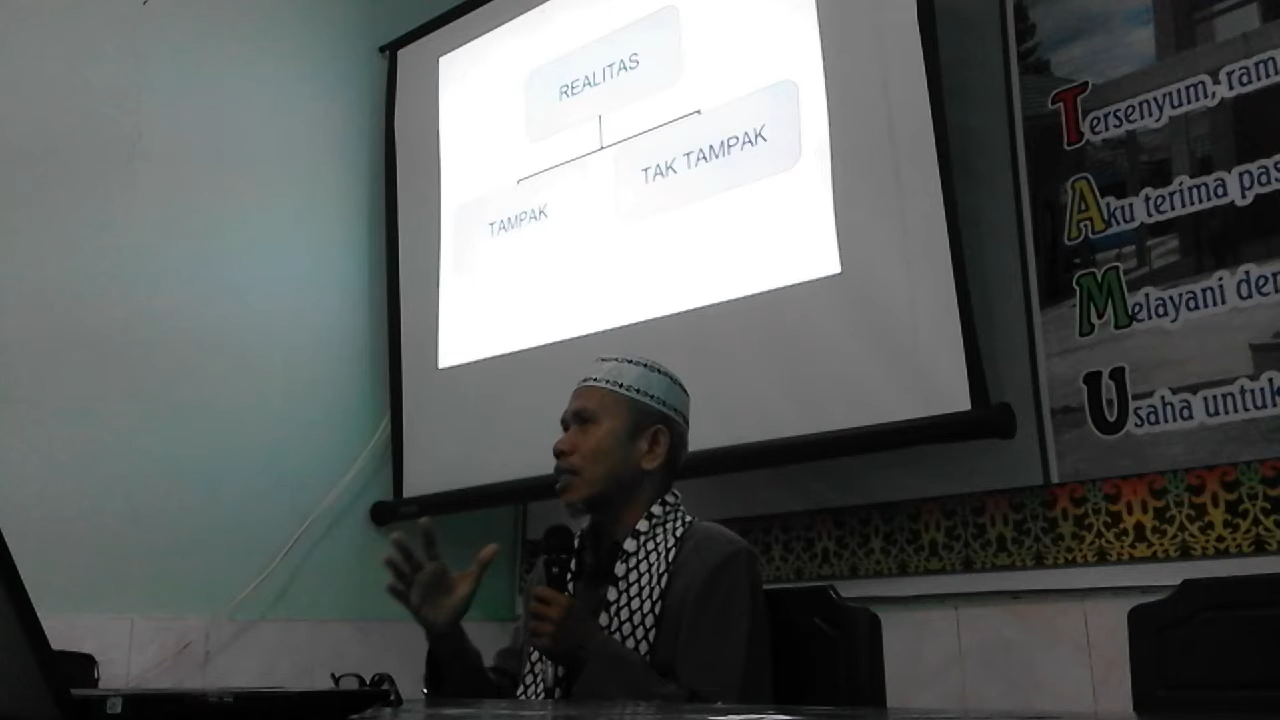 REALITAS
TAK TAMPAK
TAMPAK
Tersenyum, ram
Aku terima pas
Melayani den
Usaha untuk